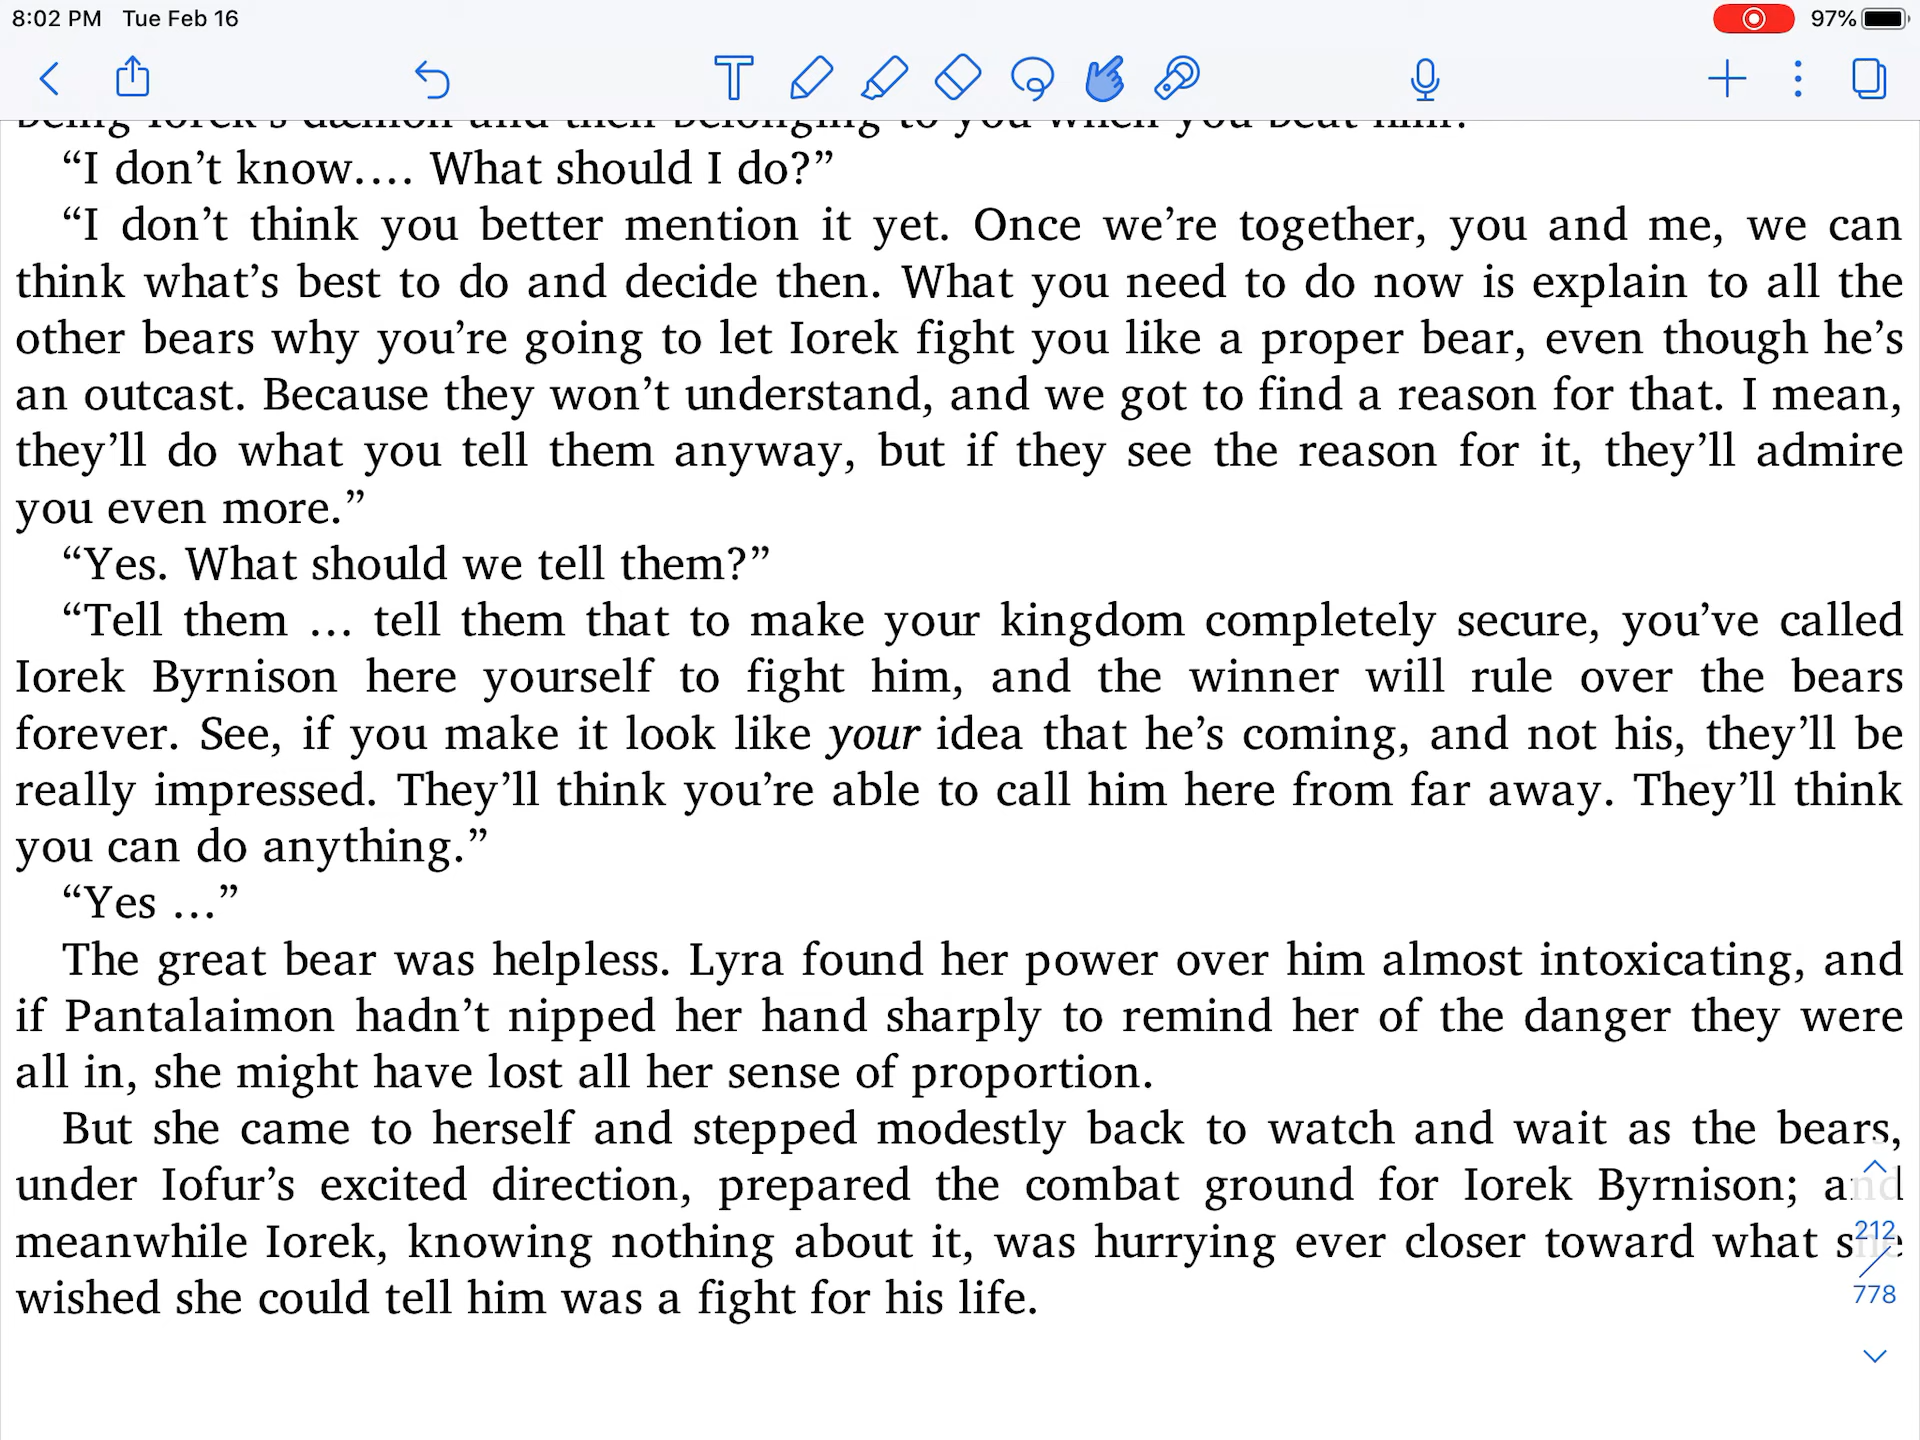 8:02 PM Tue Feb 16
97%
being Iorek's dæmon and then belonging to you when you beat him?
“I don’t know.... What should I do?”
“I don’t think you better mention it yet. Once we’re together, you and me, we can
think what’s best to do and decide then. What you need to do now is explain to all the
other bears why you’re going to let Iorek fight you like a proper bear, even though he’s
an outcast. Because they won’t understand, and we got to find a reason for that. I mean,
they’ll do what you tell them anyway, but if they see the reason for it, they’ll admire
you even more.”
“Yes. What should we tell them?”
“Tell them ... tell them that to make your kingdom completely secure, you’ve called
Iorek Byrnison here yourself to fight him, and the winner will rule over the bears
forever. See, if you make it look like your idea that he’s coming, and not his, they’ll be
really impressed. They’ll think you’re able to call him here from far away. They’ll think
you can do anything.”
“Yes ...”
The great bear was helpless. Lyra found her power over him almost intoxicating, and
if Pantalaimon hadn’t nipped her hand sharply to remind her of the danger they were
all in, she might have lost all her sense of proportion.
But she came to herself and stepped modestly back to watch and wait as the bears,
under Iofur’s excited direction, prepared the combat ground for Iorek Byrnison; and
meanwhile Iorek, knowing nothing about it, was hurrying ever closer toward what she
wished she could tell him was a fight for his life.
212
778